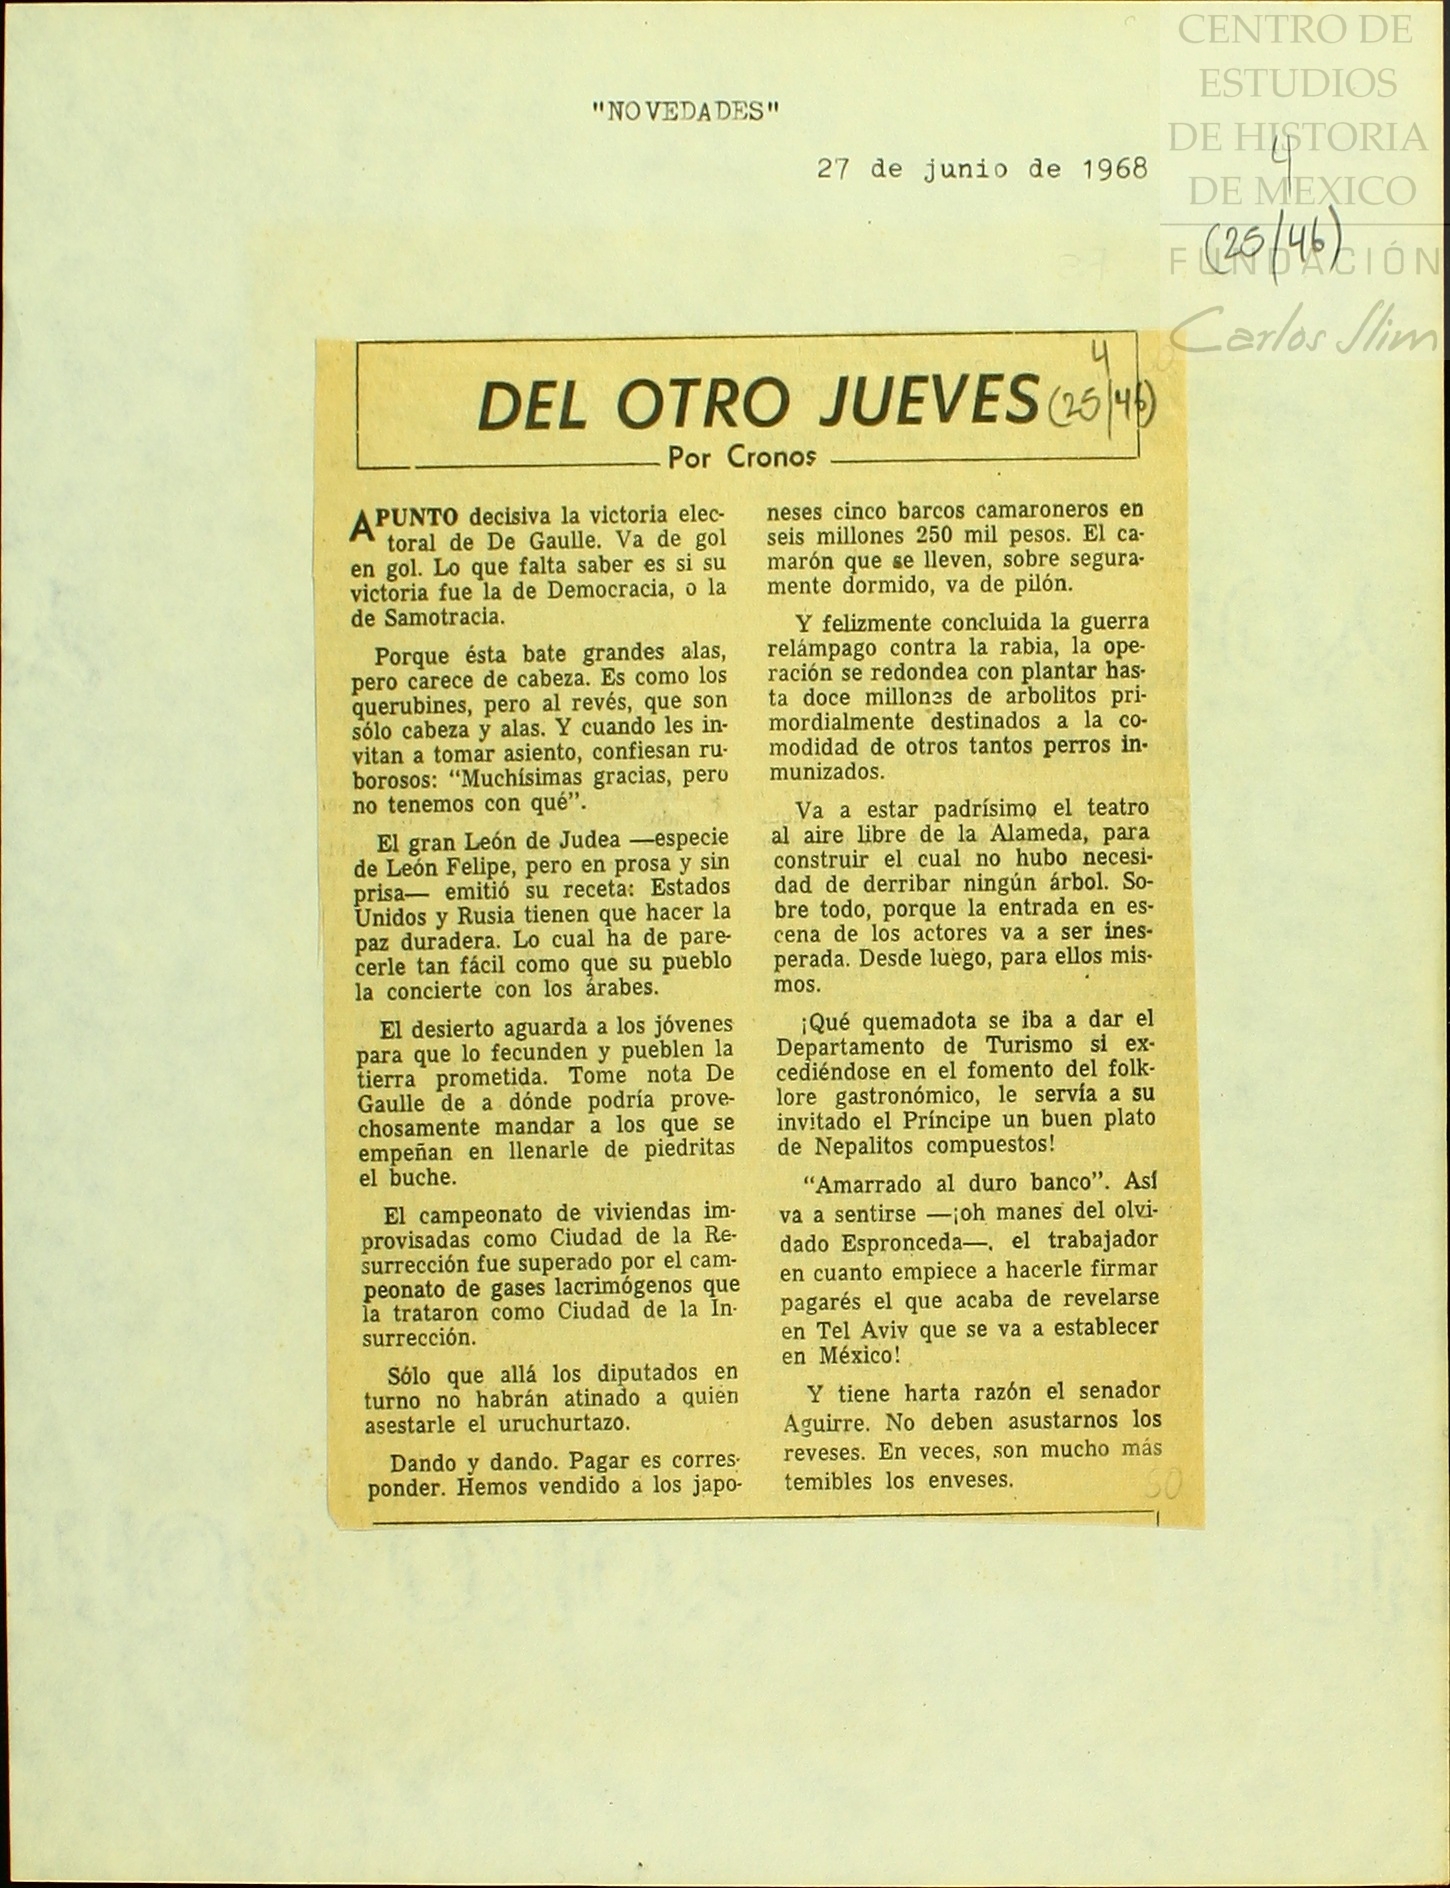 CENTRO DE
ESTUDIOS
DE HISTORIA
DE MEXICO
FUNDACIÓN
Carlos Slim
"NOVEDADES"
27 de junio de 1968
4
(25/46)
DEL OTRO JUEVES
4
(25/46)
Por Cronos
APUNTO decisiva la victoria elec-
toral de De Gaulle. Va de gol
en gol. Lo que falta saber es si su
victoria fue la de Democracia, o la
de Samotracia.
Porque ésta bate grandes alas,
pero carece de cabeza. Es como los
querubines, pero al revés, que son
sólo cabeza y alas. Y cuando les in-
vitan a tomar asiento, confiesan ru-
borosos: "Muchísimas gracias, pero
no tenemos con qué".
El gran León de Judea —especie
de León Felipe, pero en prosa y sin
prisa— emitió su receta: Estados
Unidos y Rusia tienen que hacer la
paz duradera. Lo cual ha de pare-
cerle tan fácil como que su pueblo
la concierte con los árabes.
El desierto aguarda a los jóvenes
para que lo fecunden y pueblen la
tierra prometida. Tome nota De
Gaulle de a dónde podría prove-
chosamente mandar a los que se
empeñan en llenarle de piedritas
el buche.
El campeonato de viviendas im-
provisadas como Ciudad de la Re-
surrección fue superado por el cam-
peonato de gases lacrimógenos que
la trataron como Ciudad de la In-
surrección.
Sólo que allá los diputados en
turno no habrán atinado a quién
asestarle el uruchurtazo.
Dando y dando. Pagar es corres-
ponder. Hemos vendido a los japo-
neses cinco barcos camaroneros en
seis millones 250 mil pesos. El ca-
marón que se lleven, sobre segura-
mente dormido, va de pilón.
Y felizmente concluida la guerra
relámpago contra la rabia, la ope-
ración se redondea con plantar has-
ta doce millones de arbolitos pri-
mordialmente destinados a la co-
modidad de otros tantos perros in-
munizados.
Va a estar padrísimo el teatro
al aire libre de la Alameda, para
construir el cual no hubo necesi-
dad de derribar ningún árbol. So-
bre todo, porque la entrada en es-
cena de los actores va a ser ines-
perada. Desde luego, para ellos mis-
mos.
¡Qué quemadota se iba a dar el
Departamento de Turismo si ex-
cediéndose en el fomento del folk-
lore gastronómico, le servía a su
invitado el Príncipe un buen plato
de Nepalitos compuestos!
"Amarrado al duro banco". Así
va a sentirse —¡oh manes del olvi-
dado Espronceda—, el trabajador
en cuanto empiece a hacerle firmar
pagarés el que acaba de revelarse
en Tel Aviv que se va a establecer
en México!
Y tiene harta razón el senador
Aguirre. No deben asustarnos los
reveses. En veces, son mucho más
temibles los enveses.